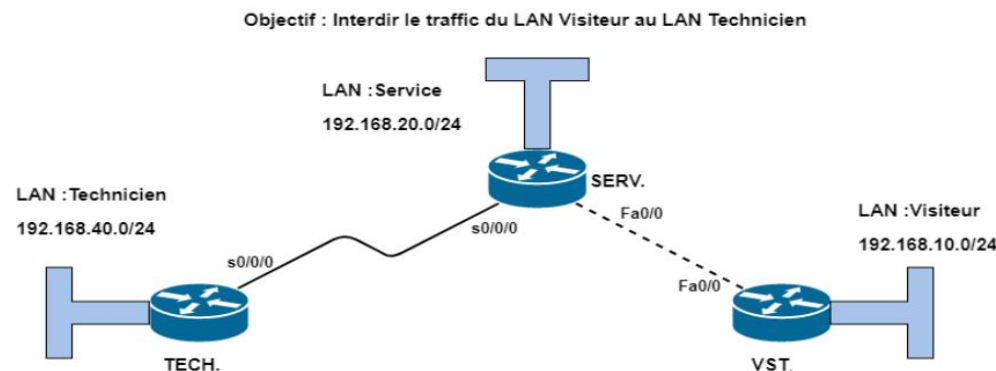 Objectif : Interdir le traffic du LAN Visiteur au LAN Technicien
LAN :Service
192.168.20.0/24
SERV.
LAN :Technicien
192.168.40.0/24
Fa0/0
s0/0/0
LAN :Visiteur
192.168.10.0/24
s0/0/0
Fa0/0
TECH.
VST.